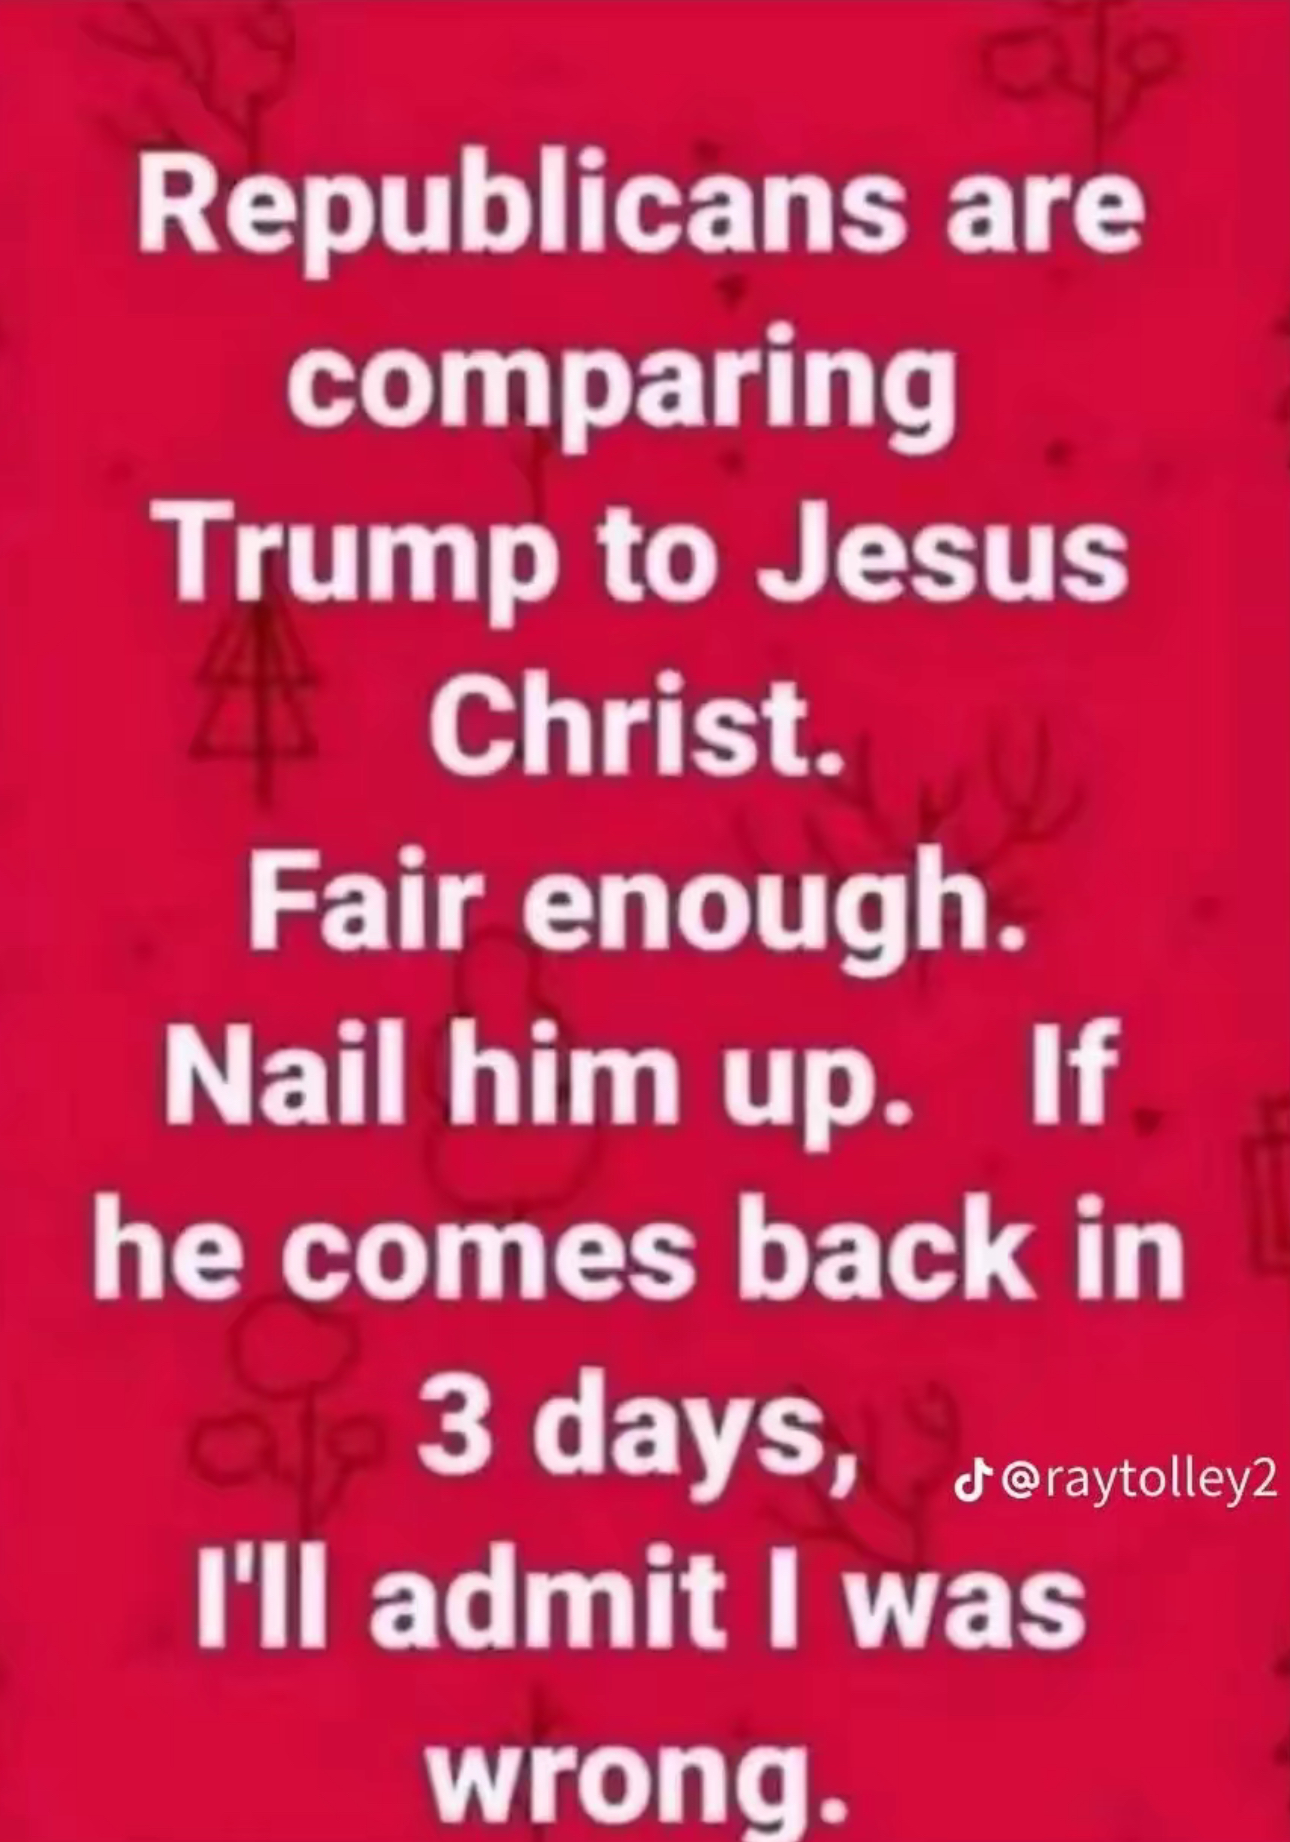 Republicans are
comparing
Trump to Jesus
Christ.
Fair enough.
Nail him up. If
he comes back in
3 days,
@raytolley2
I'll admit I was
wrong.